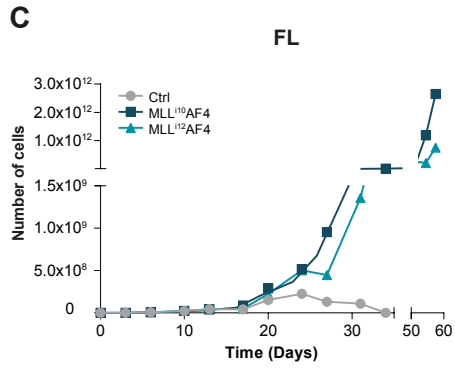 C
FL
3.0x10¹²
2.0x10¹²
1.0x10¹²
1.5x10⁹
1.0x10⁹
5.0x10⁸
0
Number of cells
Ctrl
MLLⁱ¹⁰AF4
MLLⁱ¹²AF4
0 10 20 30 40 50 60
Time (Days)